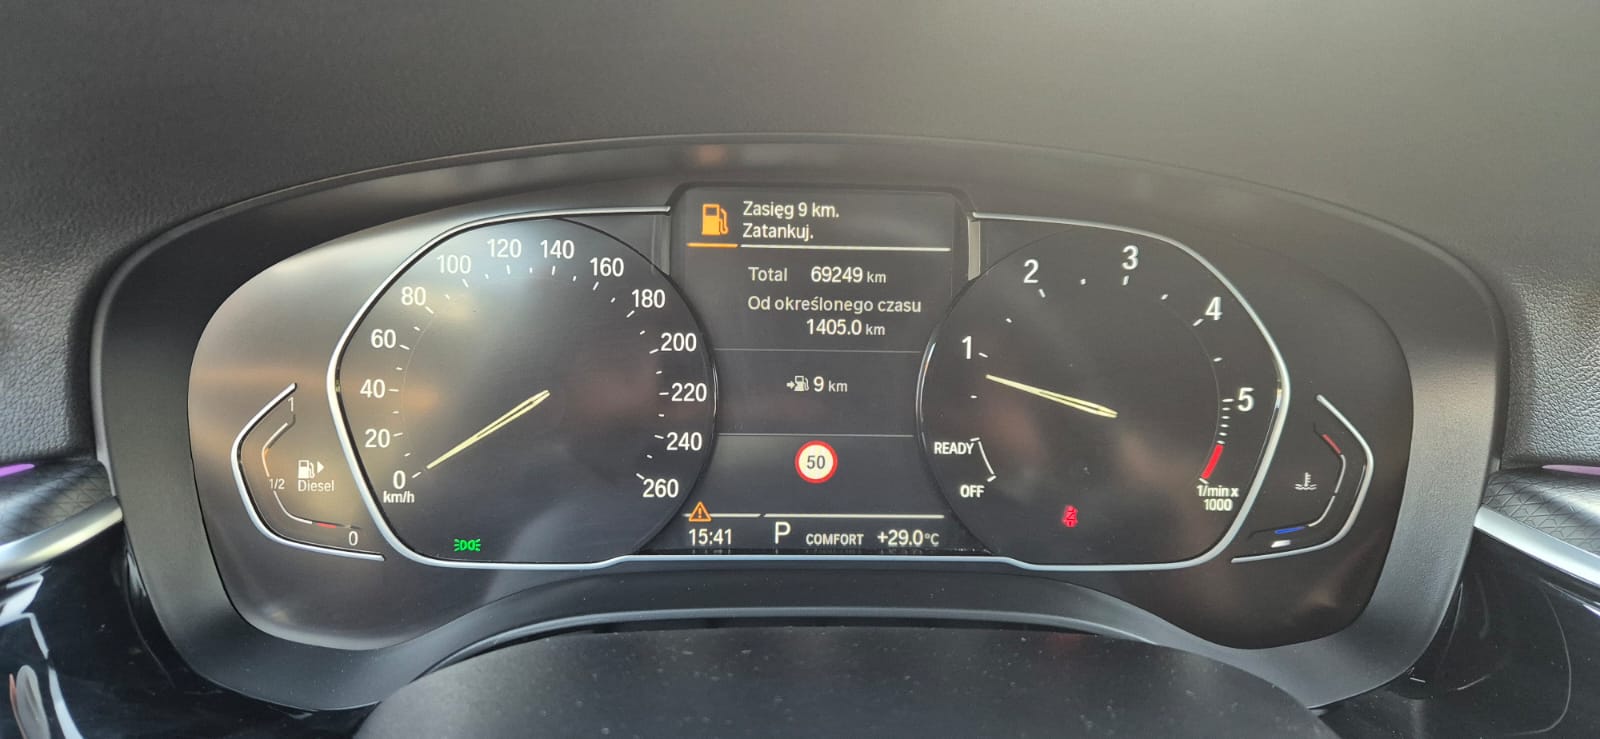 Zasięg 9 km.
Zatankuj.
Total 69249 km
Od określonego czasu
1405.0 km
9 km
50
15:41 P COMFORT +29.0°C
0
20
40
60
80
100
120
140
160
180
200
220
240
260
km/h
1
1/2
0
Diesel
1
2
3
4
5
1/min x
1000
READY
OFF